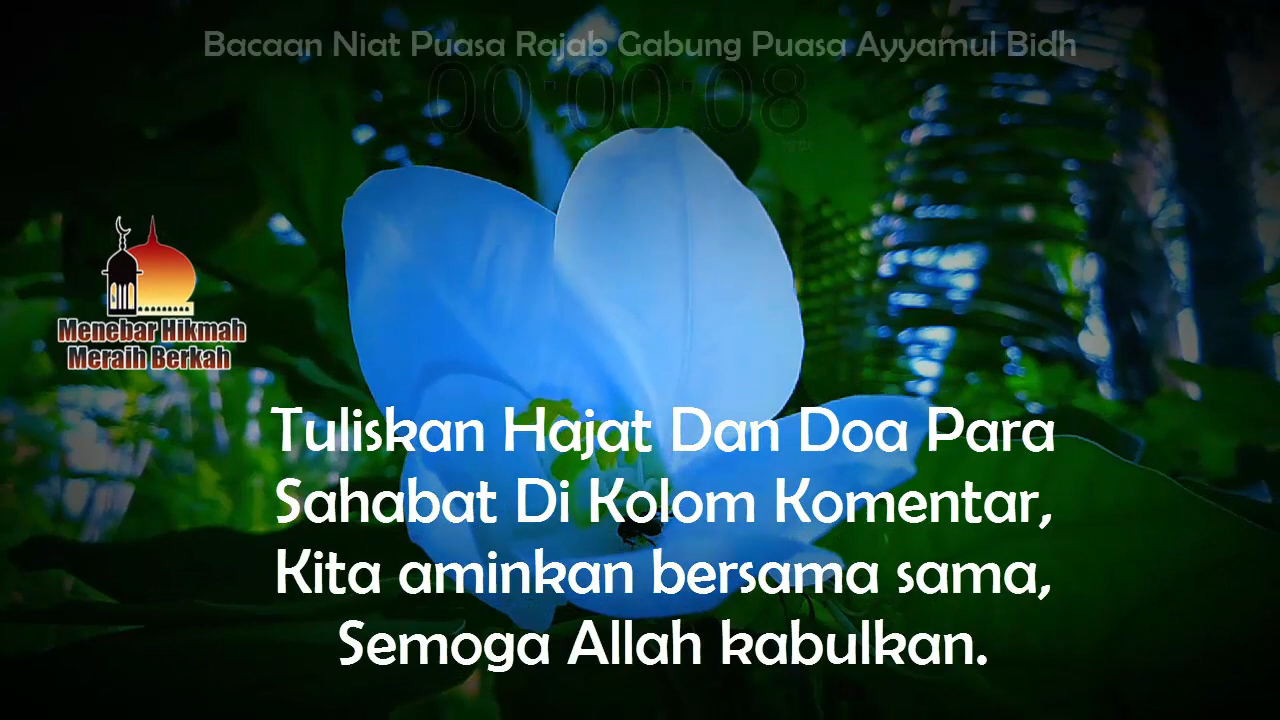 Bacaan Niat Puasa Rajab Gabung Puasa Ayyamul Bidh
00:00:08
Menebar Hikmah
Meraih Berkah
Tuliskan Hajat Dan Doa Para
Sahabat Di Kolom Komentar,
Kita aminkan bersama sama,
Semoga Allah kabulkan.